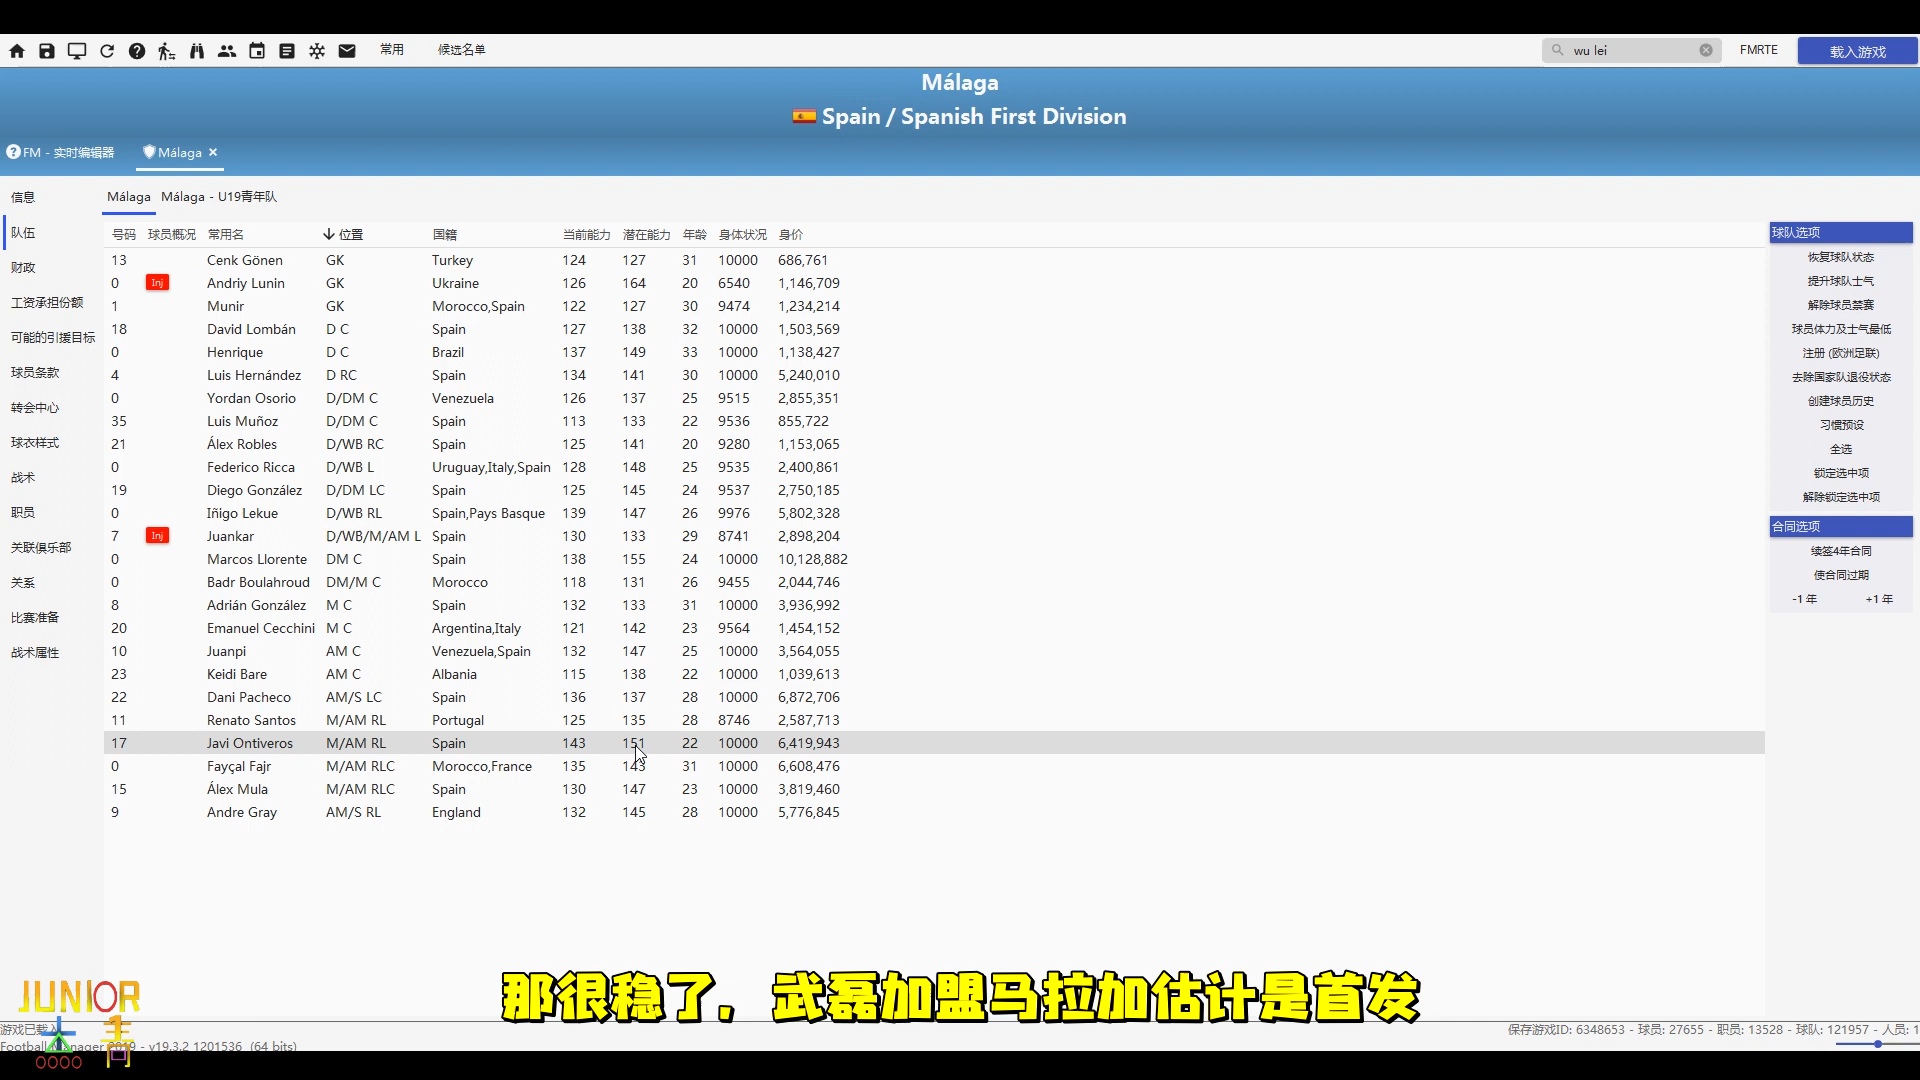 常用 候选名单 wu lei FMRTE 载入游戏
Málaga
Spain / Spanish First Division
FM - 实时编辑器 Málaga
信息
队伍
财政
工资承担份额
可能的引援目标
球员条款
转会中心
球衣样式
战术
职员
关联俱乐部
关系
比赛准备
战术属性
Málaga Málaga - U19青年队
号码 球员概况 常用名 位置 国籍 当前能力 潜在能力 年龄 身体状况 身价
13 Cenk Gönen GK Turkey 124 127 31 10000 686,761
0 Inj Andriy Lunin GK Ukraine 126 164 20 6540 1,146,709
1 Munir GK Morocco,Spain 122 127 30 9474 1,234,214
18 David Lombán D C Spain 127 138 32 10000 1,503,569
0 Henrique D C Brazil 137 149 33 10000 1,138,427
4 Luis Hernández D RC Spain 134 141 30 10000 5,240,010
0 Yordan Osorio D/DM C Venezuela 126 137 25 9515 2,855,351
35 Luis Muñoz D/DM C Spain 113 133 22 9536 855,722
21 Álex Robles D/WB RC Spain 125 141 20 9280 1,153,065
0 Federico Ricca D/WB L Uruguay,Italy,Spain 128 148 25 9535 2,400,861
19 Diego González D/DM LC Spain 125 145 24 9537 2,750,185
0 Iñigo Lekue D/WB RL Spain,Pays Basque 139 147 26 9976 5,802,328
7 Inj Juankar D/WB/M/AM L Spain 130 133 29 8741 2,898,204
0 Marcos Llorente DM C Spain 138 155 24 10000 10,128,882
0 Badr Boulahroud DM/M C Morocco 118 131 26 9455 2,044,746
8 Adrián González M C Spain 132 133 31 10000 3,936,992
20 Emanuel Cecchini M C Argentina,Italy 121 142 23 9564 1,454,152
10 Juanpi AM C Venezuela,Spain 132 147 25 10000 3,564,055
23 Keidi Bare AM C Albania 115 138 22 10000 1,039,613
22 Dani Pacheco AM/S LC Spain 136 137 28 10000 6,872,706
11 Renato Santos M/AM RL Portugal 125 135 28 8746 2,587,713
17 Javi Ontiveros M/AM RL Spain 143 151 22 10000 6,419,943
0 Fayçal Fajr M/AM RLC Morocco,France 135 143 31 10000 6,608,476
15 Álex Mula M/AM RLC Spain 130 147 23 10000 3,819,460
9 Andre Gray AM/S RL England 132 145 28 10000 5,776,845
球队选项
恢复球队状态
提升球队士气
解除球员禁赛
球员体力及士气最低
注册 (欧洲足联)
去除国家队退役状态
创建球员历史
习惯预设
全选
锁定选中项
解除锁定选中项
合同选项
续签4年合同
使合同过期
-1 年 +1 年
那很稳了，武磊加盟马拉加估计是首发
JUNIOR
游戏已载入
保存游戏ID: 6348653 - 球员: 27655 - 职员: 13528 - 球队: 121957 - 人员: 1
Football Manager 2019 - v19.3.2 1201536 (64 bits)